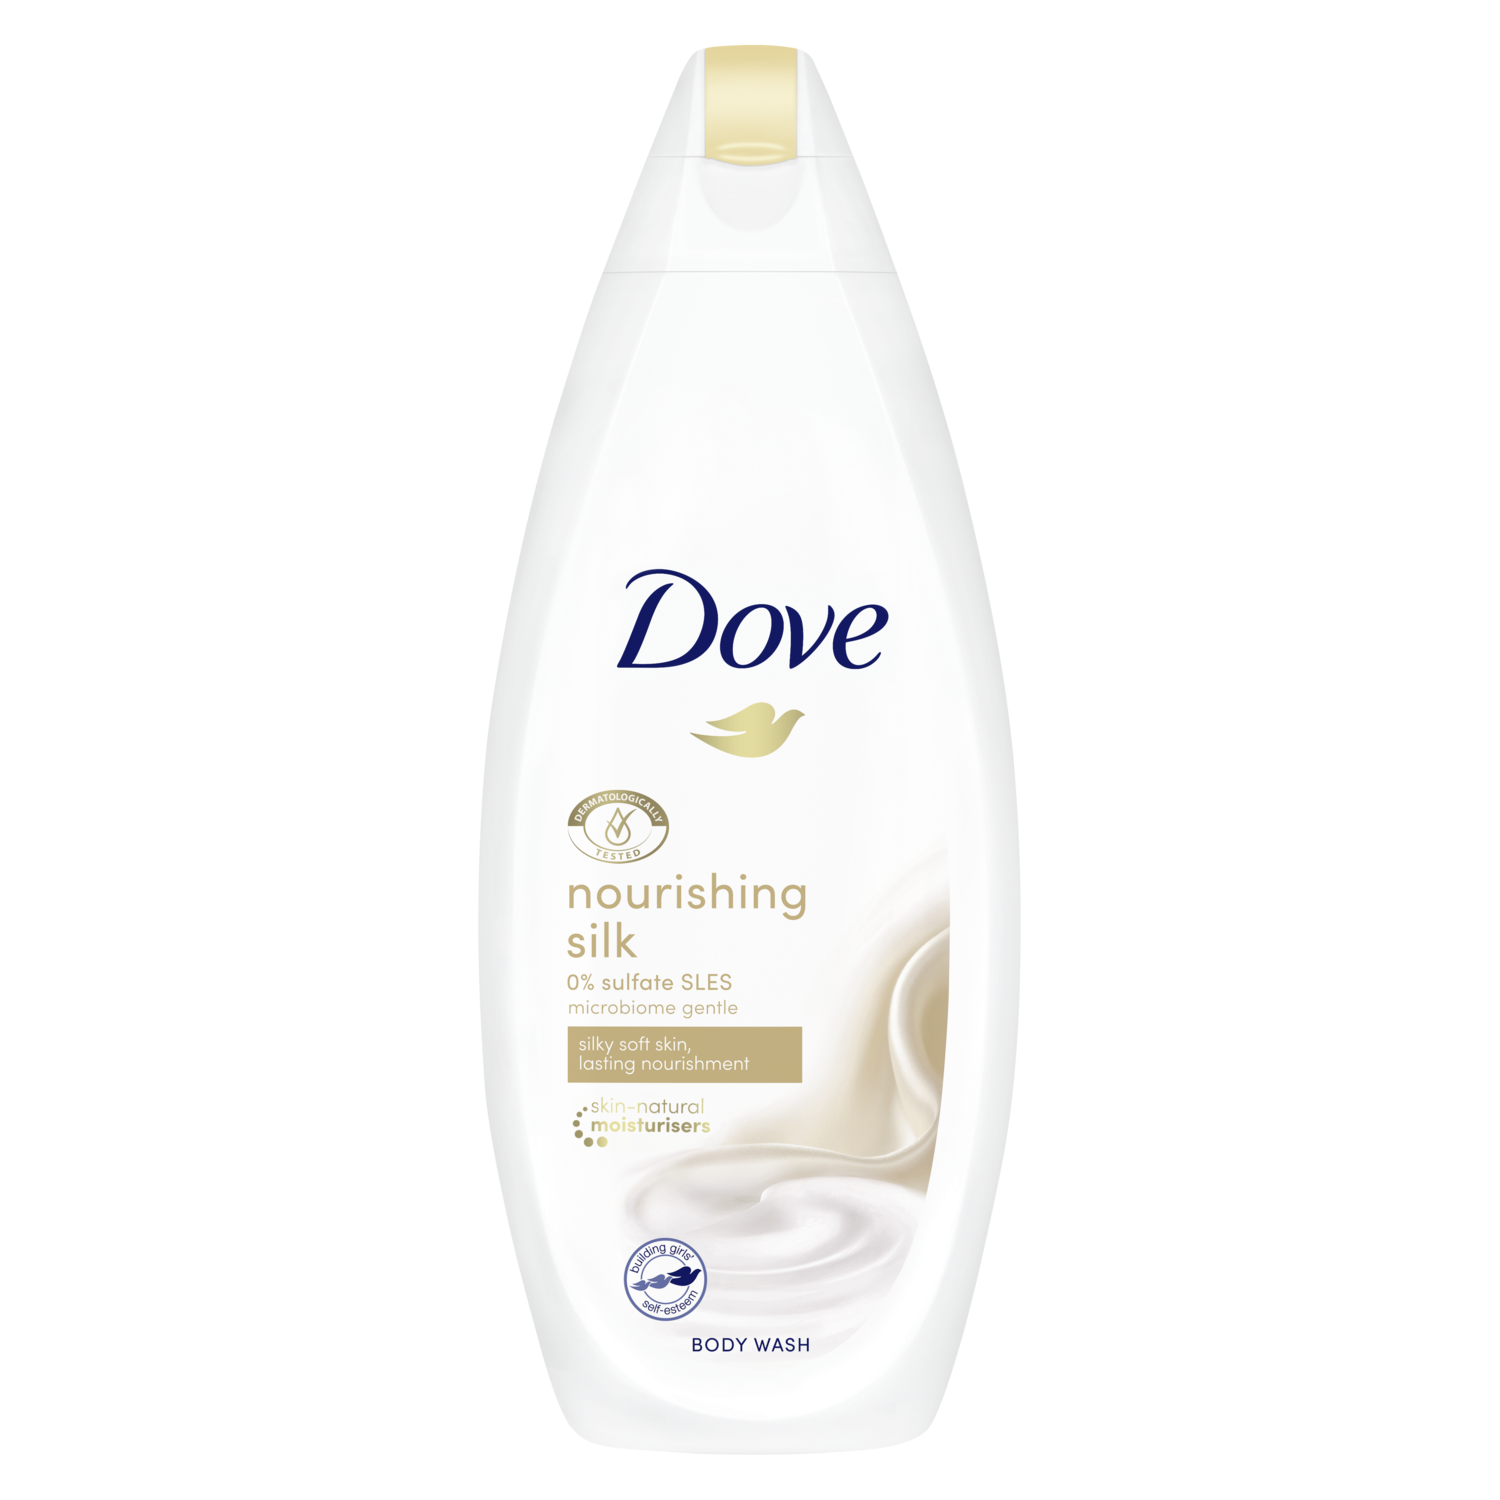 Dove
DERMATOLOGICALLY
TESTED
nourishing
silk
0% sulfate SLES
microbiome gentle
silky soft skin,
lasting nourishment
skin-natural
moisturisers
building girls'
self-esteem
BODY WASH